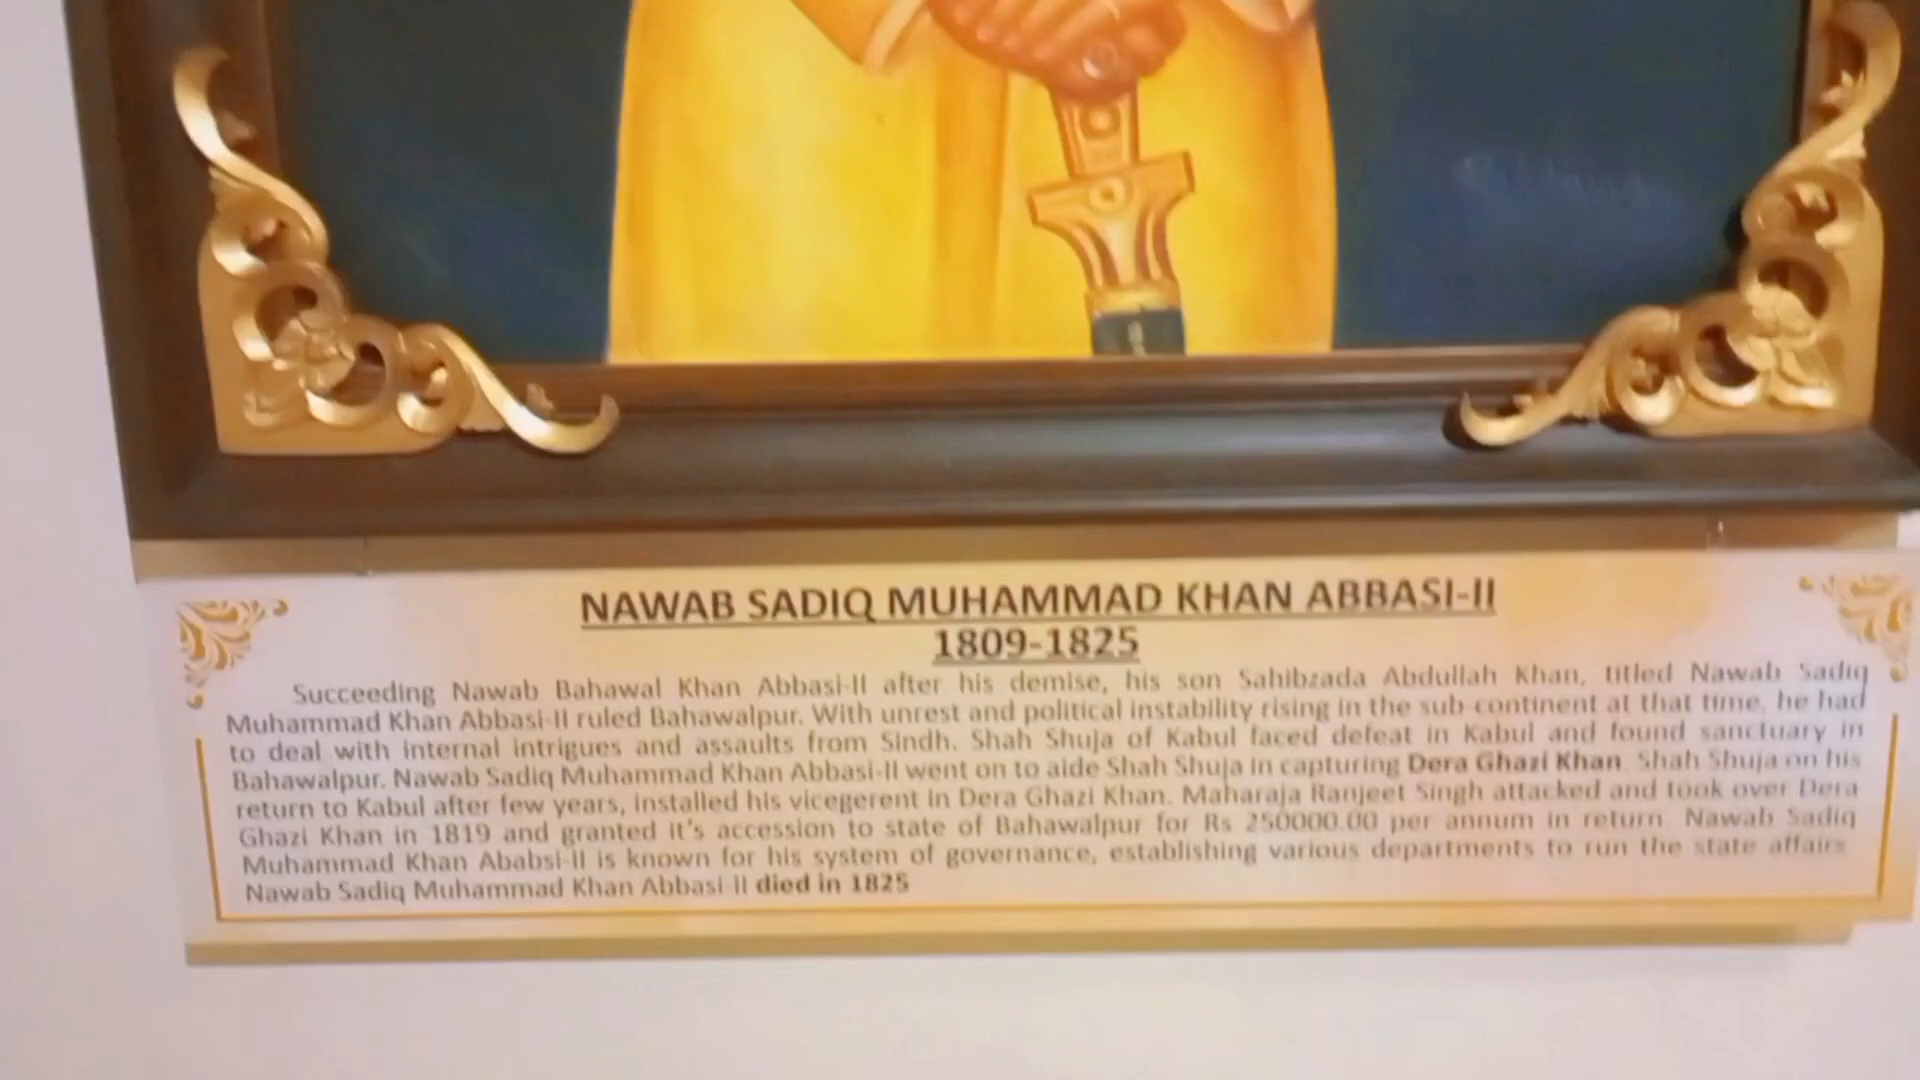 NAWAB SADIQ MUHAMMAD KHAN ABBASI-II
1809-1825
Succeeding Nawab Bahawal Khan Abbasi-II after his demise, his son Sahibzada Abdullah Khan, titled Nawab Sadiq
Muhammad Khan Abbasi-II ruled Bahawalpur. With unrest and political instability rising in the sub continent at that time, he had
to deal with internal intrigues and assaults from Sindh. Shah Shuja of Kabul faced defeat in Kabul and found sanctuary in
Bahawalpur. Nawab Sadiq Muhammad Khan Abbasi-II went on to aide Shah Shuja in capturing Dera Ghazi Khan. Shah Shuja on his
return to Kabul after few years, installed his vicegerent in Dera Ghazi Khan. Maharaja Ranjeet Singh attacked and took over Dera
Ghazi Khan in 1819 and granted it's accession to state of Bahawalpur for Rs 250000.00 per annum in return. Nawab Sadiq
Muhammad Khan Ababsi-II is known for his system of governance, establishing various departments to run the state affairs.
Nawab Sadiq Muhammad Khan Abbasi-II died in 1825